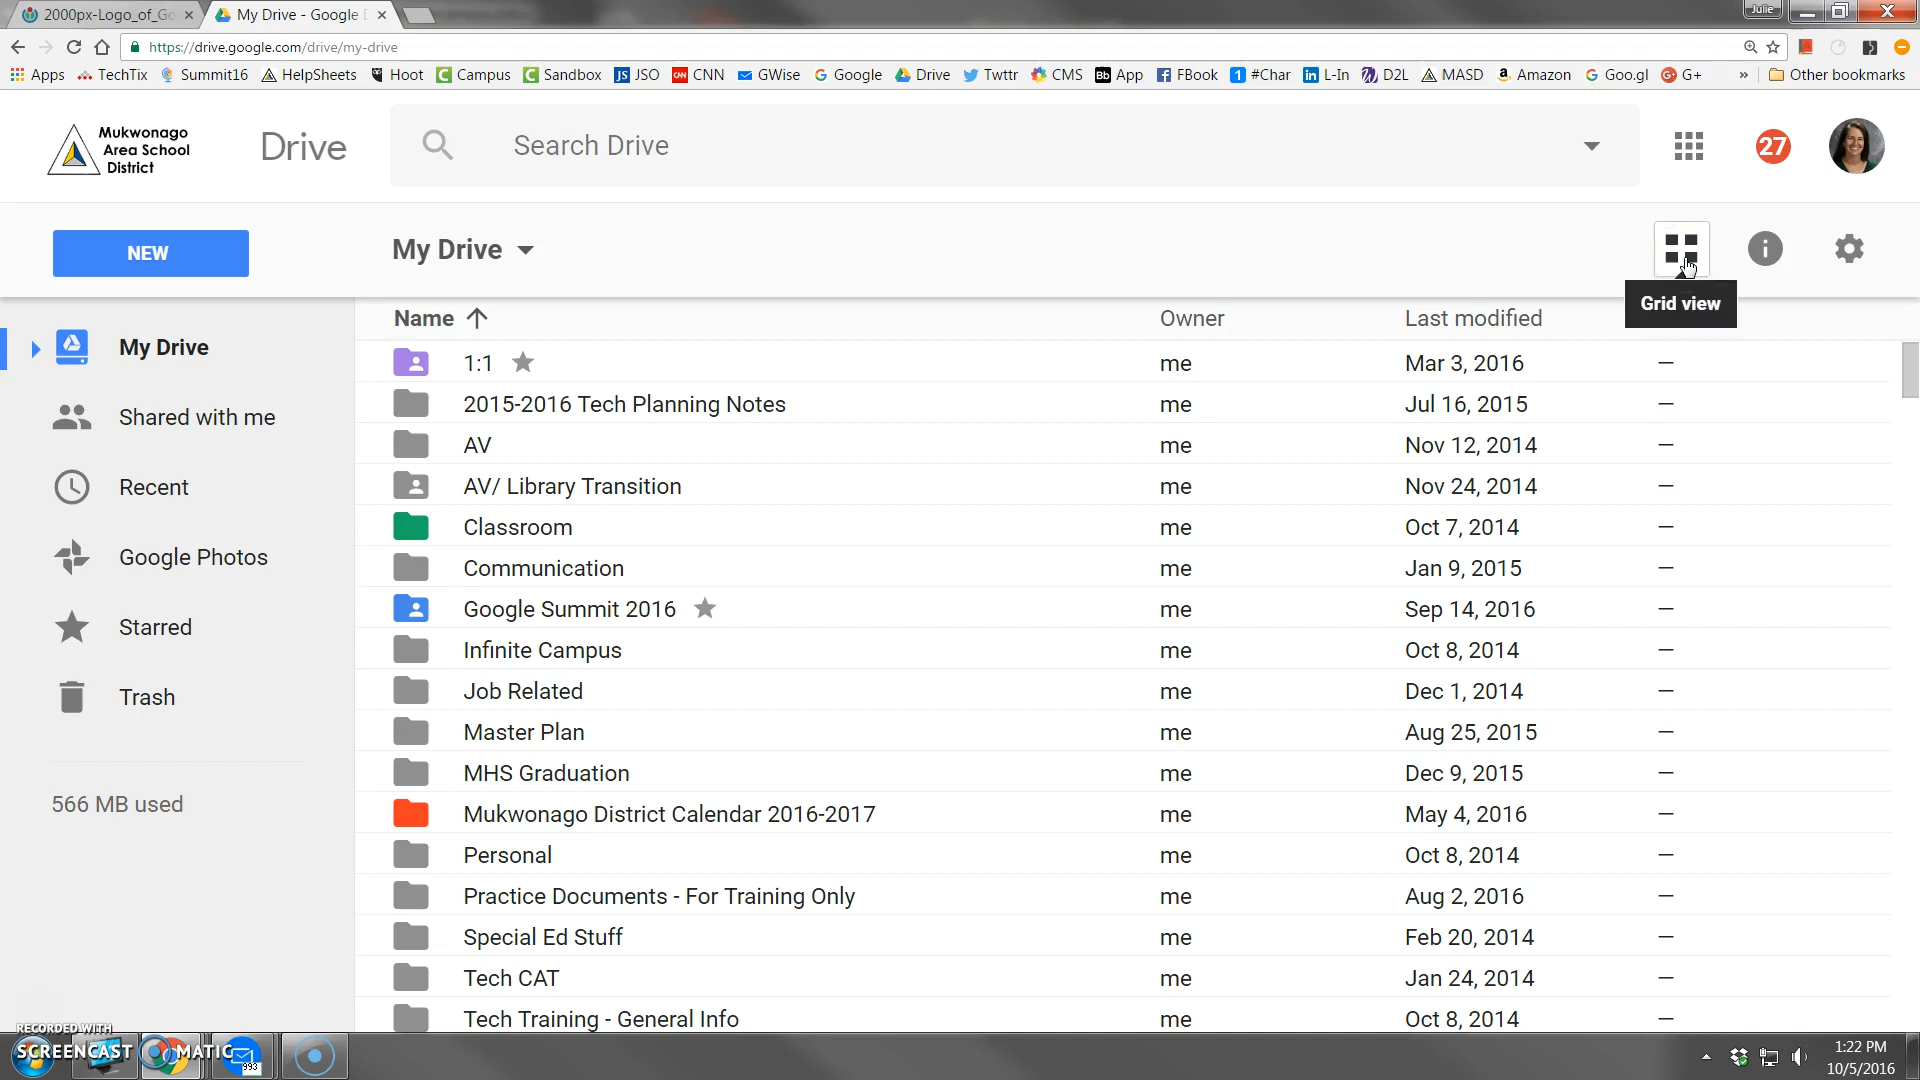 2000px-Logo_of_Go
My Drive - Google D
Julie
https://drive.google.com/drive/my-drive
Apps TechTix Summit16 HelpSheets Hoot Campus Sandbox JS JSO CNN CNN GWise Google Drive Twttr CMS Bb App FBook 1 #Char in L-In D2L MASD Amazon Goo.gl G+ » Other bookmarks
Mukwonago
Area School
District
Drive
Search Drive
27
NEW
My Drive
Grid view
Name Owner Last modified
My Drive
Shared with me
Recent
Google Photos
Starred
Trash
566 MB used
1:1 me Mar 3, 2016 —
2015-2016 Tech Planning Notes me Jul 16, 2015 —
AV me Nov 12, 2014 —
AV/ Library Transition me Nov 24, 2014 —
Classroom me Oct 7, 2014 —
Communication me Jan 9, 2015 —
Google Summit 2016 me Sep 14, 2016 —
Infinite Campus me Oct 8, 2014 —
Job Related me Dec 1, 2014 —
Master Plan me Aug 25, 2015 —
MHS Graduation me Dec 9, 2015 —
Mukwonago District Calendar 2016-2017 me May 4, 2016 —
Personal me Oct 8, 2014 —
Practice Documents - For Training Only me Aug 2, 2016 —
Special Ed Stuff me Feb 20, 2014 —
Tech CAT me Jan 24, 2014 —
Tech Training - General Info me Oct 8, 2014 —
RECORDED WITH
SCREENCAST MATIC
993
1:22 PM
10/5/2016